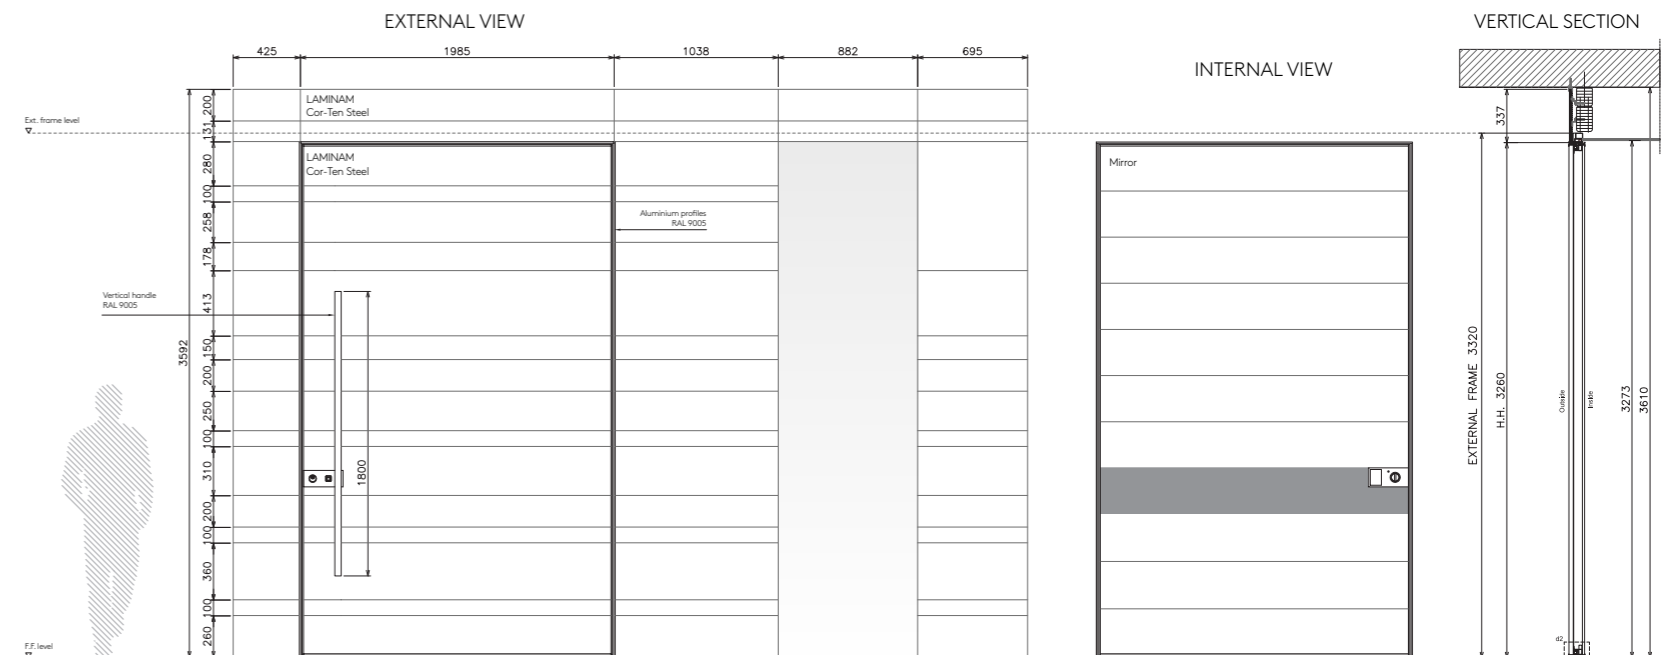 EXTERNAL VIEW
VERTICAL SECTION
INTERNAL VIEW
425
1985
1038
882
695
LAMINAM
Cor-Ten Steel
Ext. frame level
LAMINAM
Cor-Ten Steel
Mirror
Aluminium profiles
RAL 9005
Vertical handle
RAL 9005
3592
200
131
280
100
258
178
413
150
200
250
100
310
200
100
360
100
260
1800
337
EXTERNAL FRAME 3320
H.H. 3260
Outside
Inside
3273
3610
d2
F.F. level